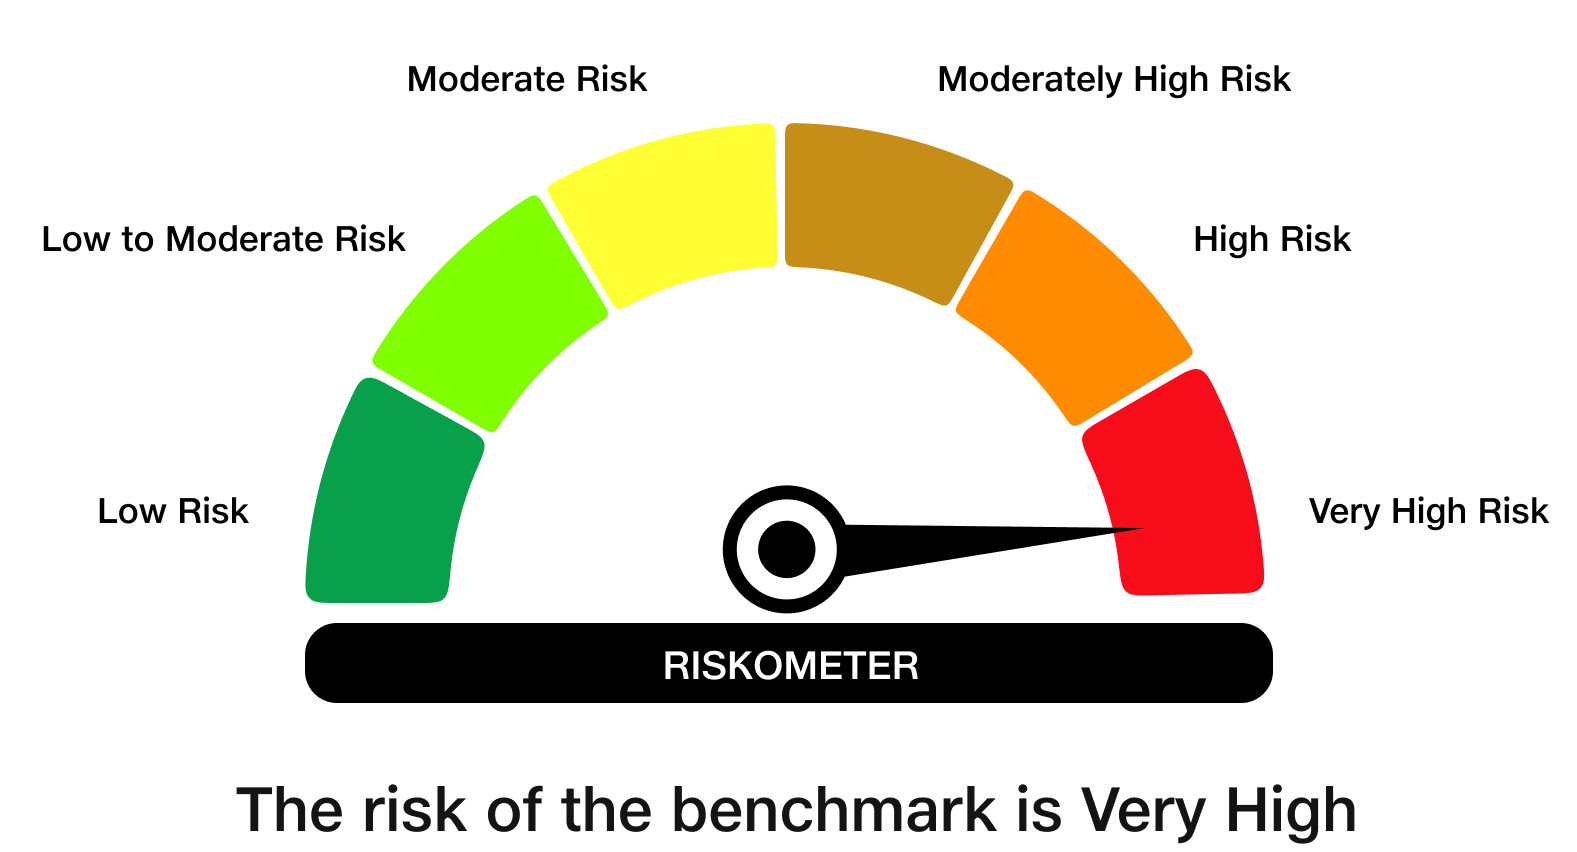 Moderate Risk
Moderately High Risk
Low to Moderate Risk
High Risk
Low Risk
Very High Risk
RISKOMETER
The risk of the benchmark is Very High